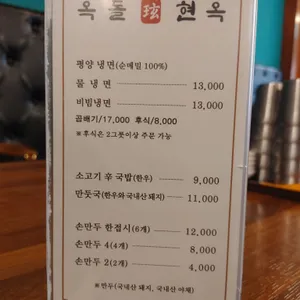 옥돌 玆 현옥
평양 냉면(순메밀 100%)
물 냉 면 13,000
비빔냉면 13,000
곱빼기/17,000 후식/8,000
※후식은 2그릇이상 주문 가능
소고기 辛 국밥(한우) 9,000
만둣국(한우와 국내산 돼지) 11,000
손만두 한접시(6개) 12,000
손만두 4(4개) 8,000
손만두 2(2개) 4,000
※만두(국내산 돼지, 국내산 야채)